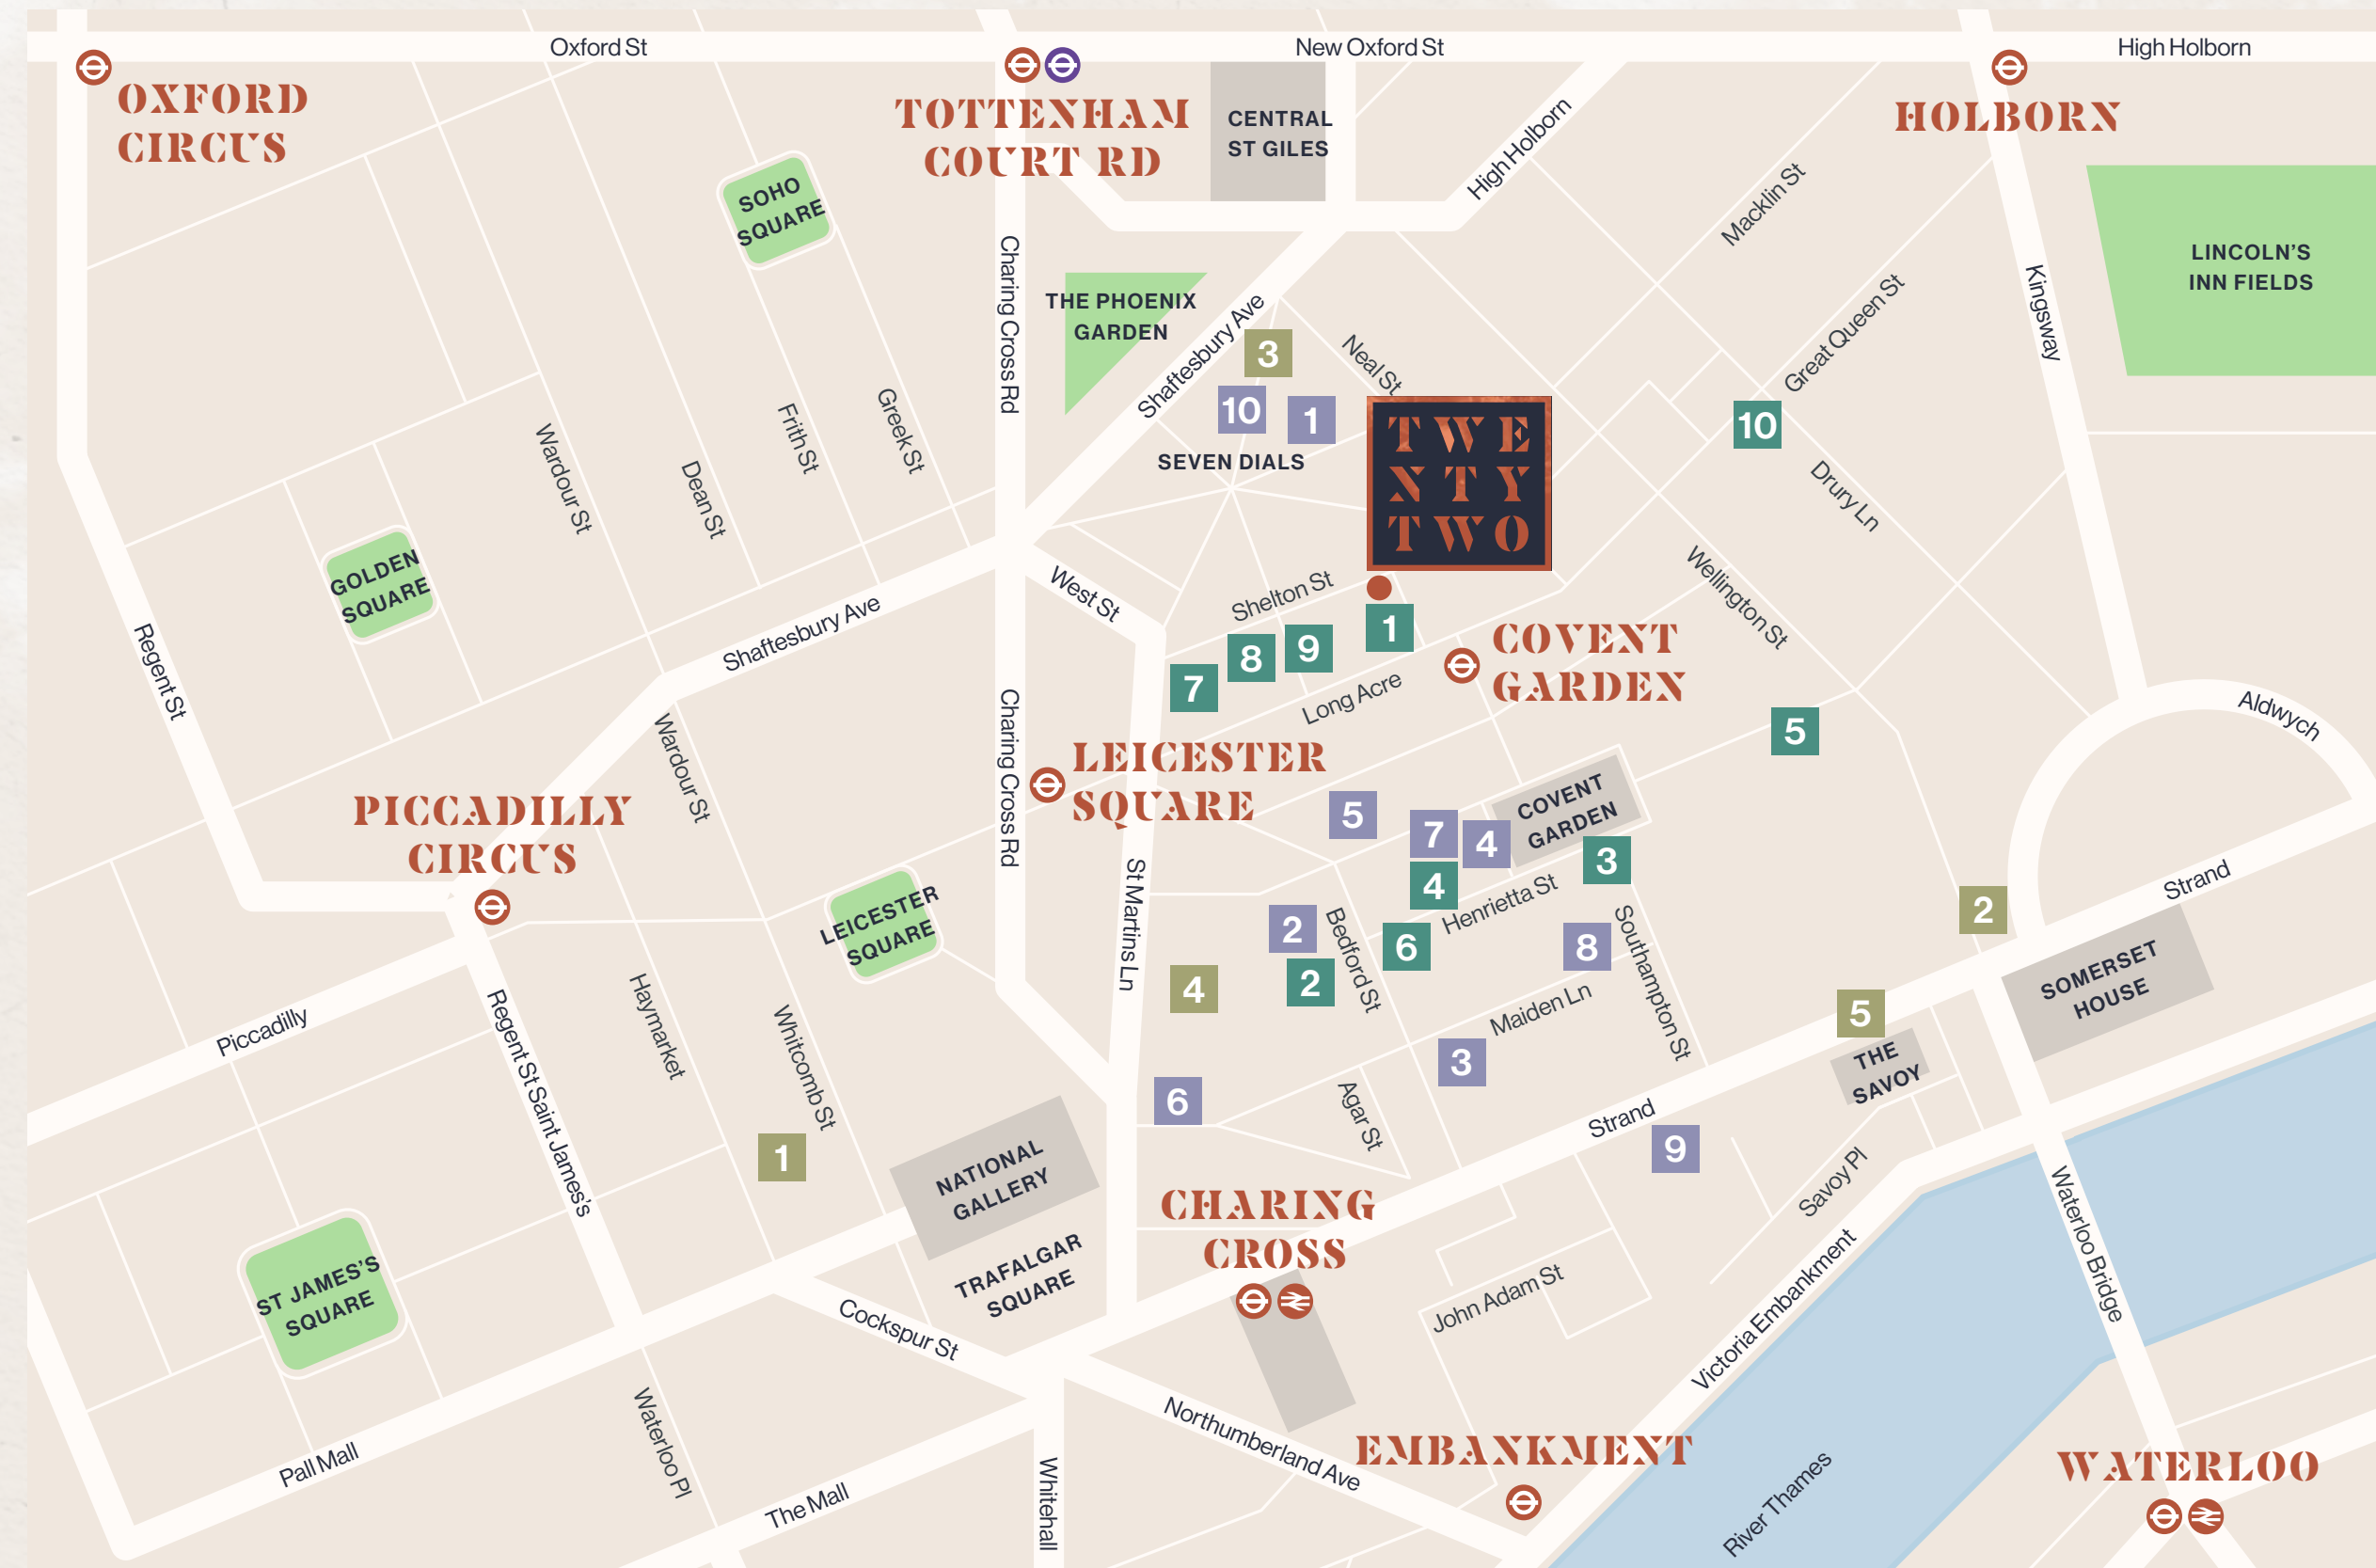 Oxford St
New Oxford St
High Holborn
OXFORD
CIRCUS
TOTTENHAM
COURT RD
CENTRAL
ST GILES
High Holborn
HOLBORN
Macklin St
SOHO
SQUARE
LINCOLN'S
INN FIELDS
Charing Cross Rd
THE PHOENIX
GARDEN
Shaftesbury Ave
Kingsway
Great Queen St
3
Neal St
10
1
SEVEN DIALS
TWE
NTY
TWO
10
Drury Ln
Wardour St
Dean St
Frith St
Greek St
GOLDEN
SQUARE
West St
Shelton St
Wellington St
Regent St
Shaftesbury Ave
1
9
8
7
COVENT
GARDEN
Long Acre
5
Aldwych
Wardour St
Charing Cross Rd
LEICESTER
SQUARE
PICCADILLY
CIRCUS
5
7
4
COVENT
GARDEN
3
4
Henrietta St
Strand
2
LEICESTER
SQUARE
St Martins Ln
2
Bedford St
6
8
Southampton St
4
2
Maiden Ln
SOMERSET
HOUSE
5
THE
SAVOY
Piccadilly
Regent St Saint James's
Haymarket
Whitcomb St
3
6
Agar St
Strand
9
1
NATIONAL
GALLERY
Savoy Pl
Waterloo Bridge
CHARING
CROSS
TRAFALGAR
SQUARE
ST JAMES'S
SQUARE
Cockspur St
John Adam St
Victoria Embankment
Pall Mall
Waterloo Pl
The Mall
Whitehall
Northumberland Ave
EMBANKMENT
River Thames
WATERLOO